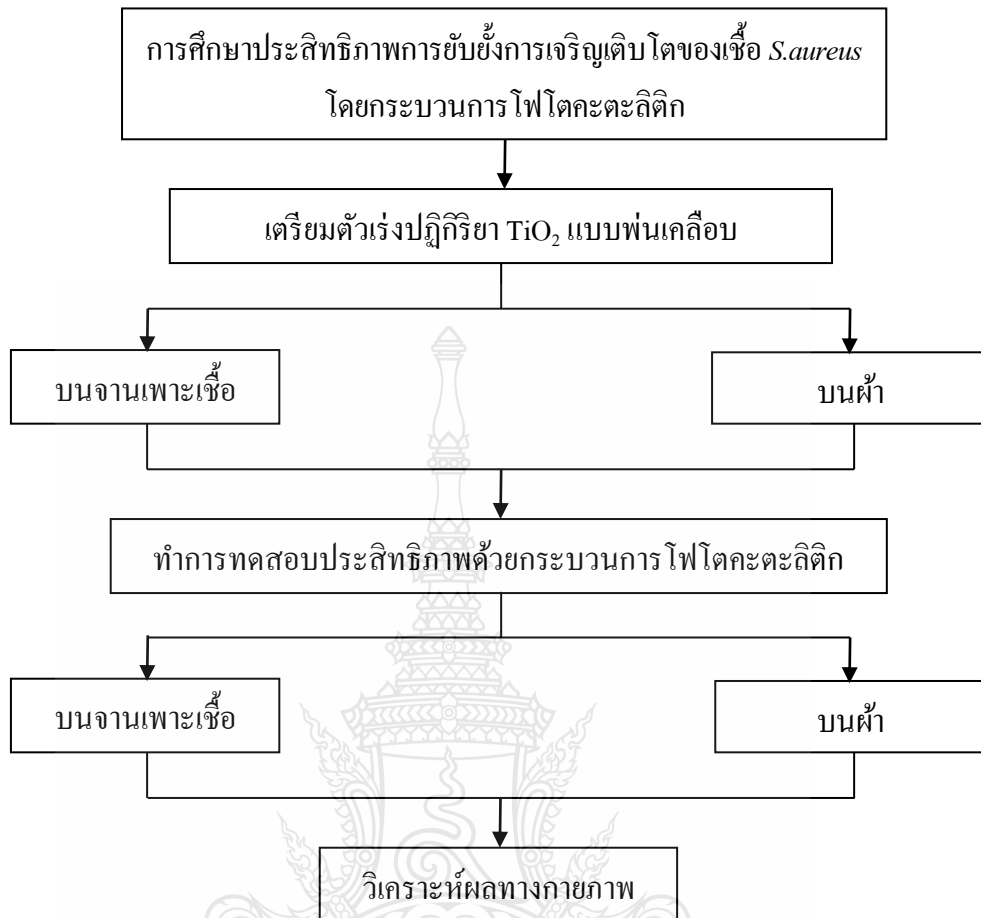 การศึกษาประสิทธิภาพการยับยั้งการเจริญเติบโตของเชื้อ S.aureus
โดยกระบวนการโฟโตคะตะลิติก
เตรียมตัวเร่งปฏิกิริยา TiO₂ แบบพ่นเคลือบ
บนจานเพาะเชื้อ
บนผ้า
ทำการทดสอบประสิทธิภาพด้วยกระบวนการโฟโตคะตะลิติก
บนจานเพาะเชื้อ
บนผ้า
วิเคราะห์ผลทางกายภาพ